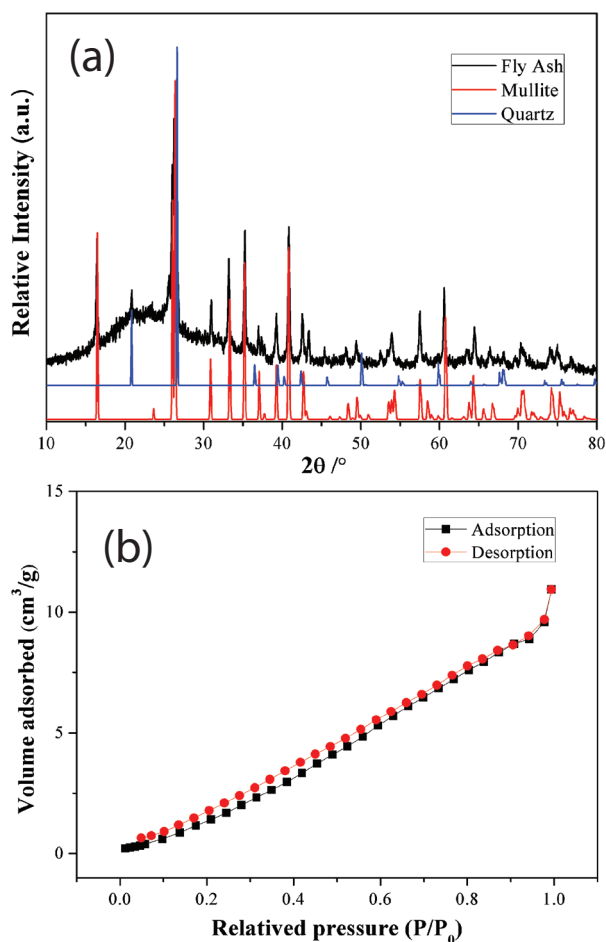 (a)
Fly Ash
Mullite
Quartz
Relative Intensity (a.u.)
10 20 30 40 50 60 70 80
2θ /°
(b)
Adsorption
Desorption
Volume adsorbed (cm³/g)
15
10
5
0
0.0 0.2 0.4 0.6 0.8 1.0
Relatived pressure (P/P₀)